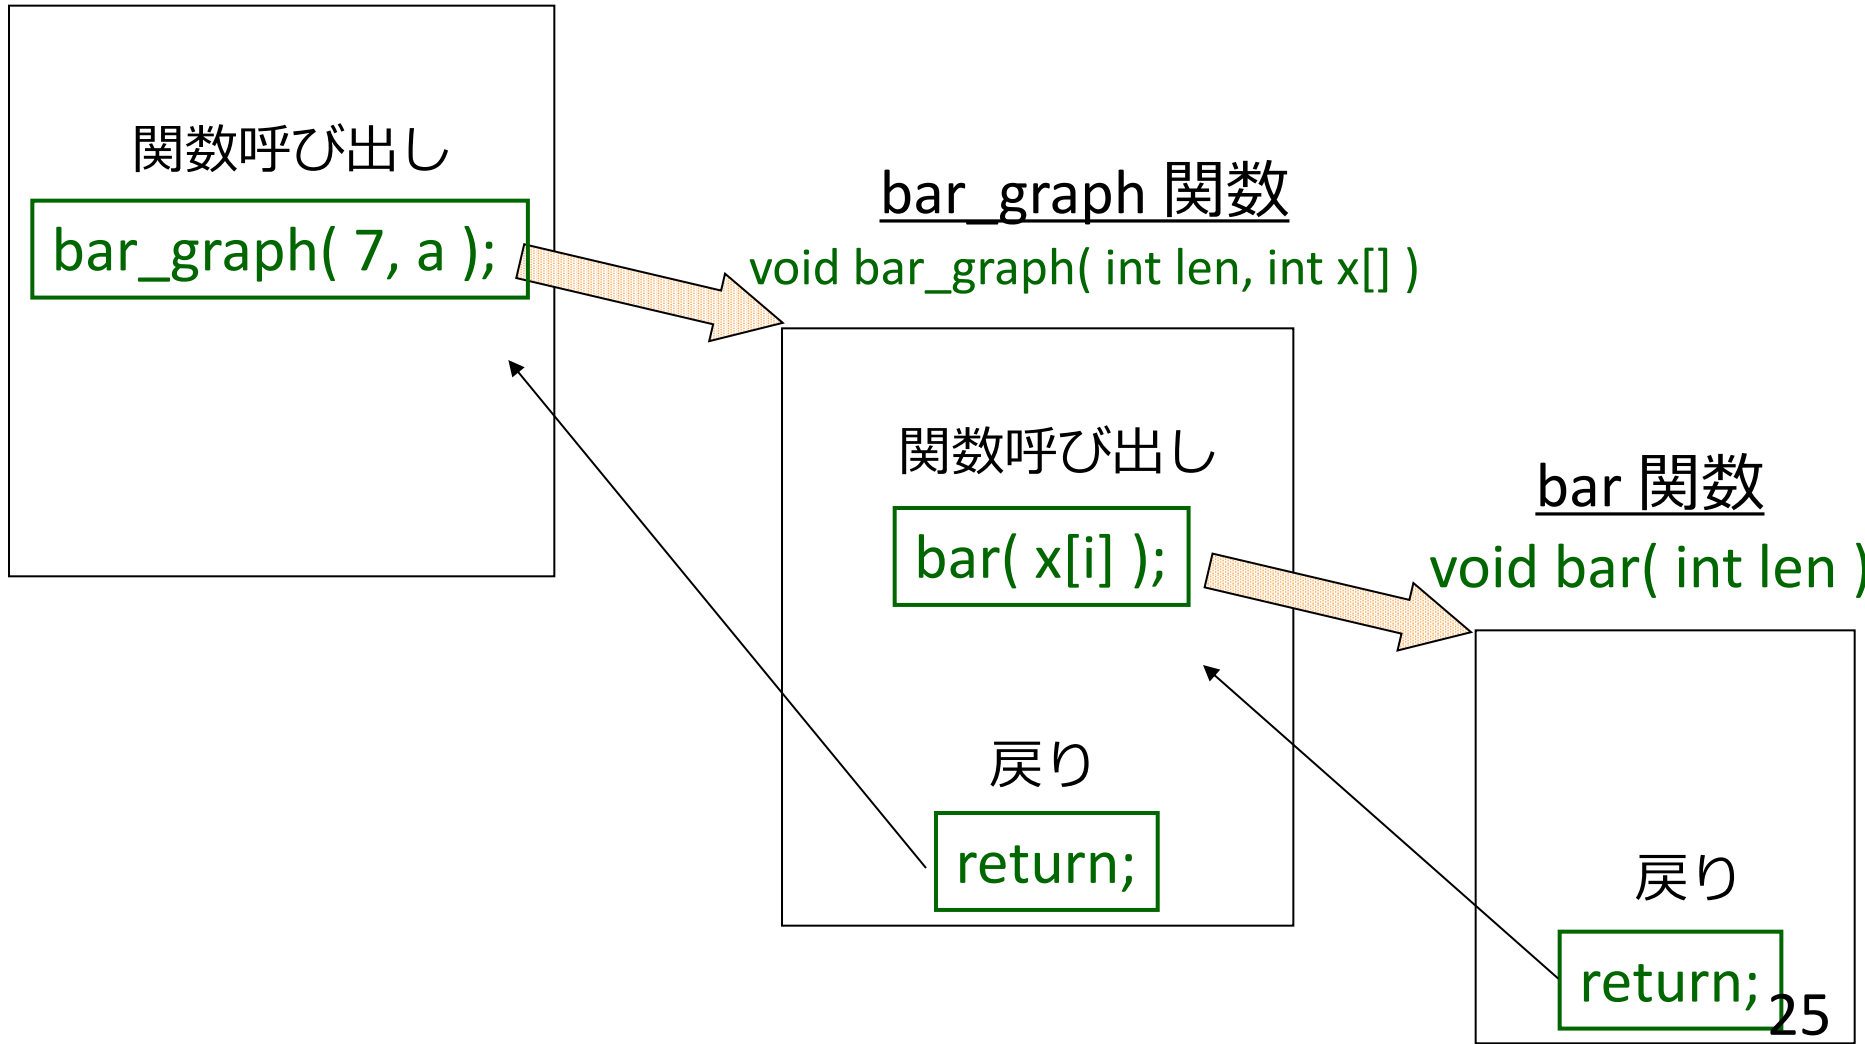 関数呼び出し
bar_graph( 7, a );
bar_graph 関数
void bar_graph( int len, int x[] )
関数呼び出し
bar( x[i] );
戻り
return;
bar 関数
void bar( int len )
戻り
return;
25